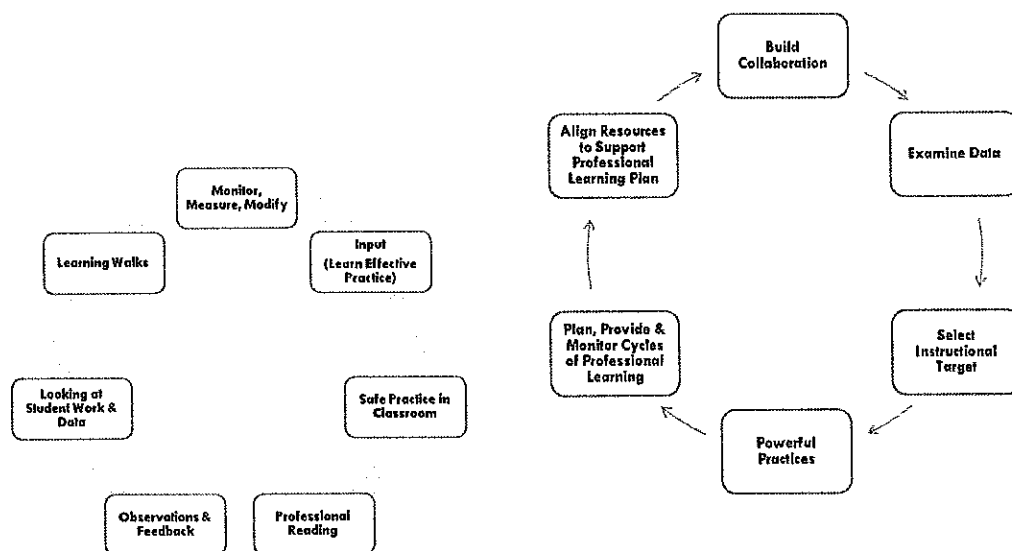 Monitor,
Measure, Modify
Input
(Learn Effective
Practice)
Safe Practice in
Classroom
Professional
Reading
Observations &
Feedback
Looking at
Student Work &
Data
Learning Walks
Build
Collaboration
Examine Data
Select
Instructional
Target
Powerful
Practices
Plan, Provide &
Monitor Cycles
of Professional
Learning
Align Resources
to Support
Professional
Learning Plan